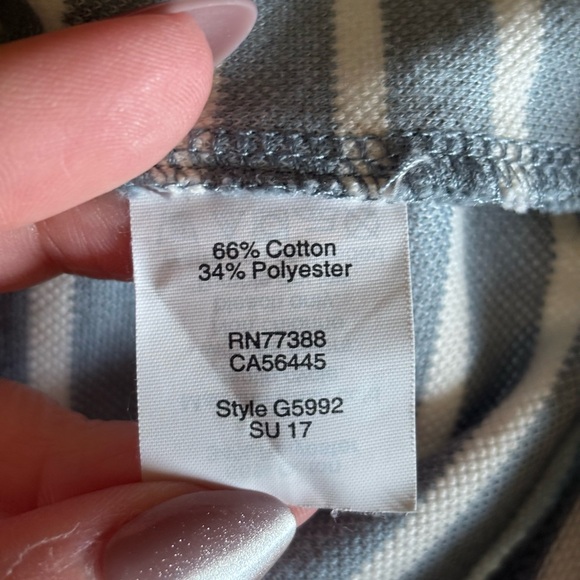 66% Cotton
34% Polyester
RN77388
CA56445
Style G5992
SU 17